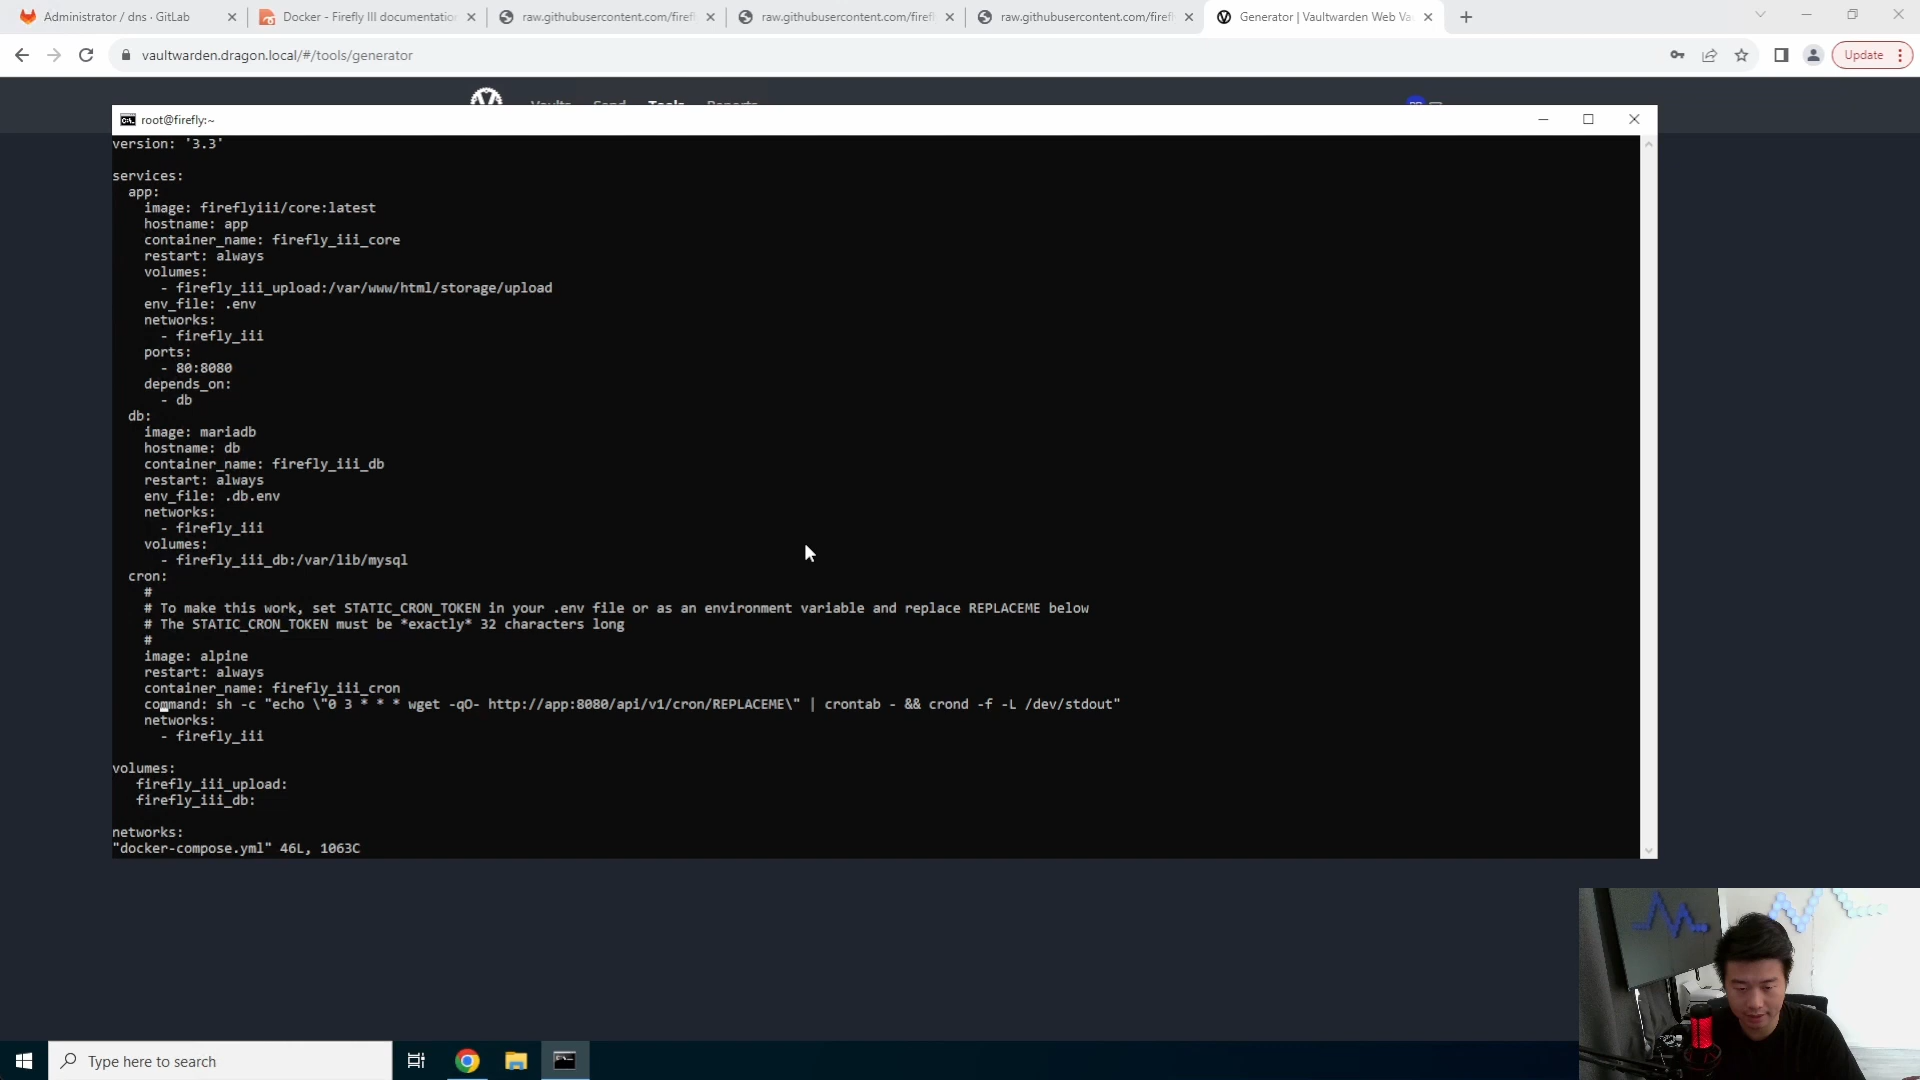 Administrator / dns · GitLab
Docker - Firefly III documentation
raw.githubusercontent.com/firefl
raw.githubusercontent.com/firefl
raw.githubusercontent.com/firefl
Generator | Vaultwarden Web Va
vaultwarden.dragon.local/#/tools/generator
Update
Vaults Send Tools Reports
root@firefly:~
version: '3.3'
services:
app:
image: fireflyiii/core:latest
hostname: app
container_name: firefly_iii_core
restart: always
volumes:
- firefly_iii_upload:/var/www/html/storage/upload
env_file: .env
networks:
- firefly_iii
ports:
- 80:8080
depends_on:
- db
db:
image: mariadb
hostname: db
container_name: firefly_iii_db
restart: always
env_file: .db.env
networks:
- firefly_iii
volumes:
- firefly_iii_db:/var/lib/mysql
cron:
#
# To make this work, set STATIC_CRON_TOKEN in your .env file or as an environment variable and replace REPLACEME below
# The STATIC_CRON_TOKEN must be *exactly* 32 characters long
#
image: alpine
restart: always
container_name: firefly_iii_cron
command: sh -c "echo \"0 3 * * * wget -qO- http://app:8080/api/v1/cron/REPLACEME\" | crontab - && crond -f -L /dev/stdout"
networks:
- firefly_iii
volumes:
firefly_iii_upload:
firefly_iii_db:
networks:
"docker-compose.yml" 46L, 1063C
Type here to search